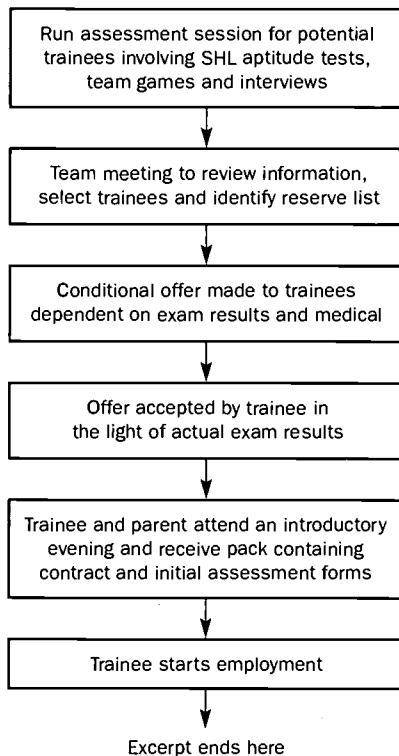 Run assessment session for potential
trainees involving SHL aptitude tests,
team games and interviews
Team meeting to review information,
select trainees and identify reserve list
Conditional offer made to trainees
dependent on exam results and medical
Offer accepted by trainee in
the light of actual exam results
Trainee and parent attend an introductory
evening and receive pack containing
contract and initial assessment forms
Trainee starts employment
Excerpt ends here